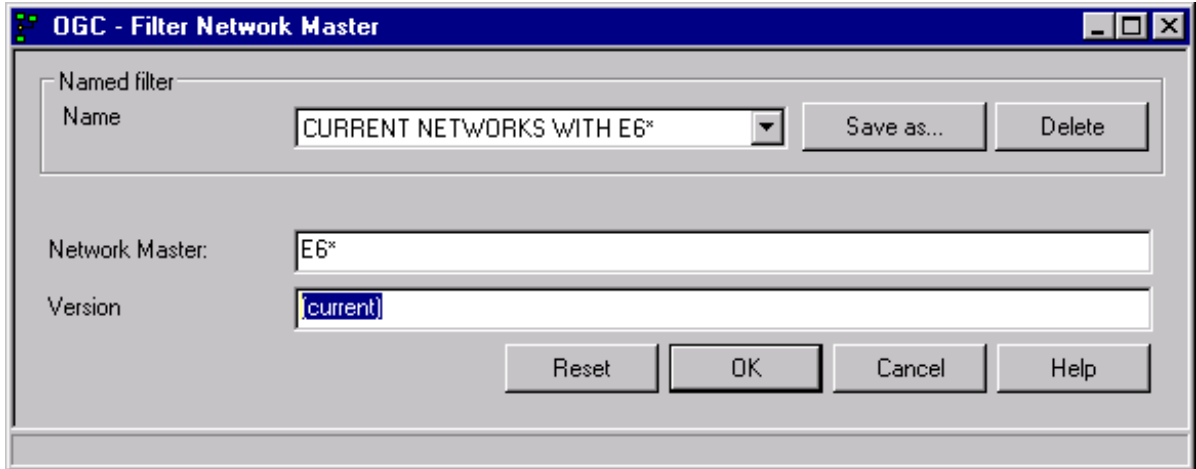 OGC - Filter Network Master
Named filter
Name CURRENT NETWORKS WITH E6* Save as... Delete
Network Master: E6*
Version (current)
Reset OK Cancel Help